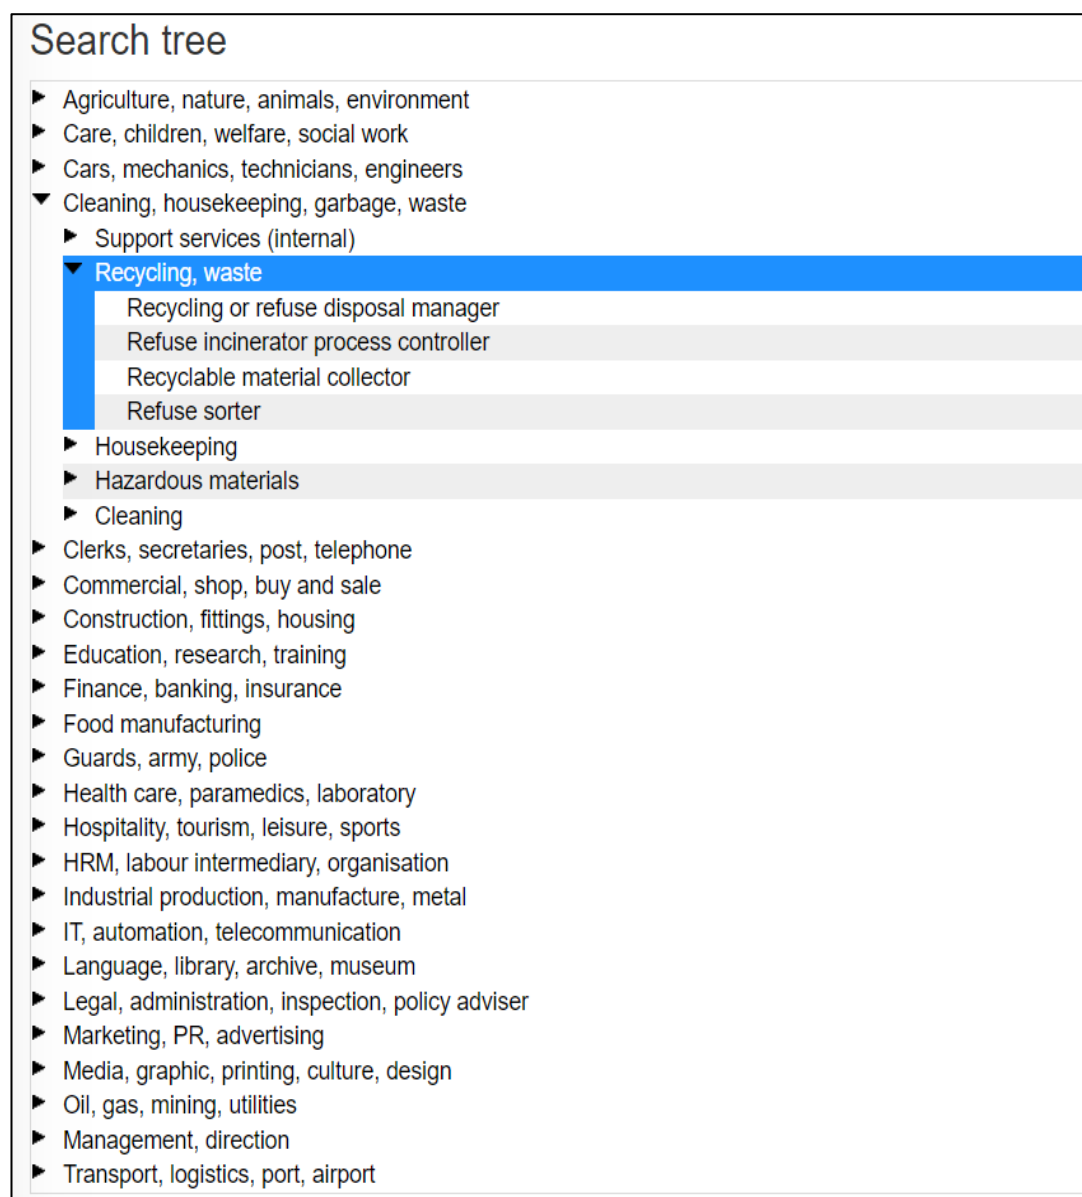 Search tree
Agriculture, nature, animals, environment
Care, children, welfare, social work
Cars, mechanics, technicians, engineers
Cleaning, housekeeping, garbage, waste
Support services (internal)
Recycling, waste
Recycling or refuse disposal manager
Refuse incinerator process controller
Recyclable material collector
Refuse sorter
Housekeeping
Hazardous materials
Cleaning
Clerks, secretaries, post, telephone
Commercial, shop, buy and sale
Construction, fittings, housing
Education, research, training
Finance, banking, insurance
Food manufacturing
Guards, army, police
Health care, paramedics, laboratory
Hospitality, tourism, leisure, sports
HRM, labour intermediary, organisation
Industrial production, manufacture, metal
IT, automation, telecommunication
Language, library, archive, museum
Legal, administration, inspection, policy adviser
Marketing, PR, advertising
Media, graphic, printing, culture, design
Oil, gas, mining, utilities
Management, direction
Transport, logistics, port, airport